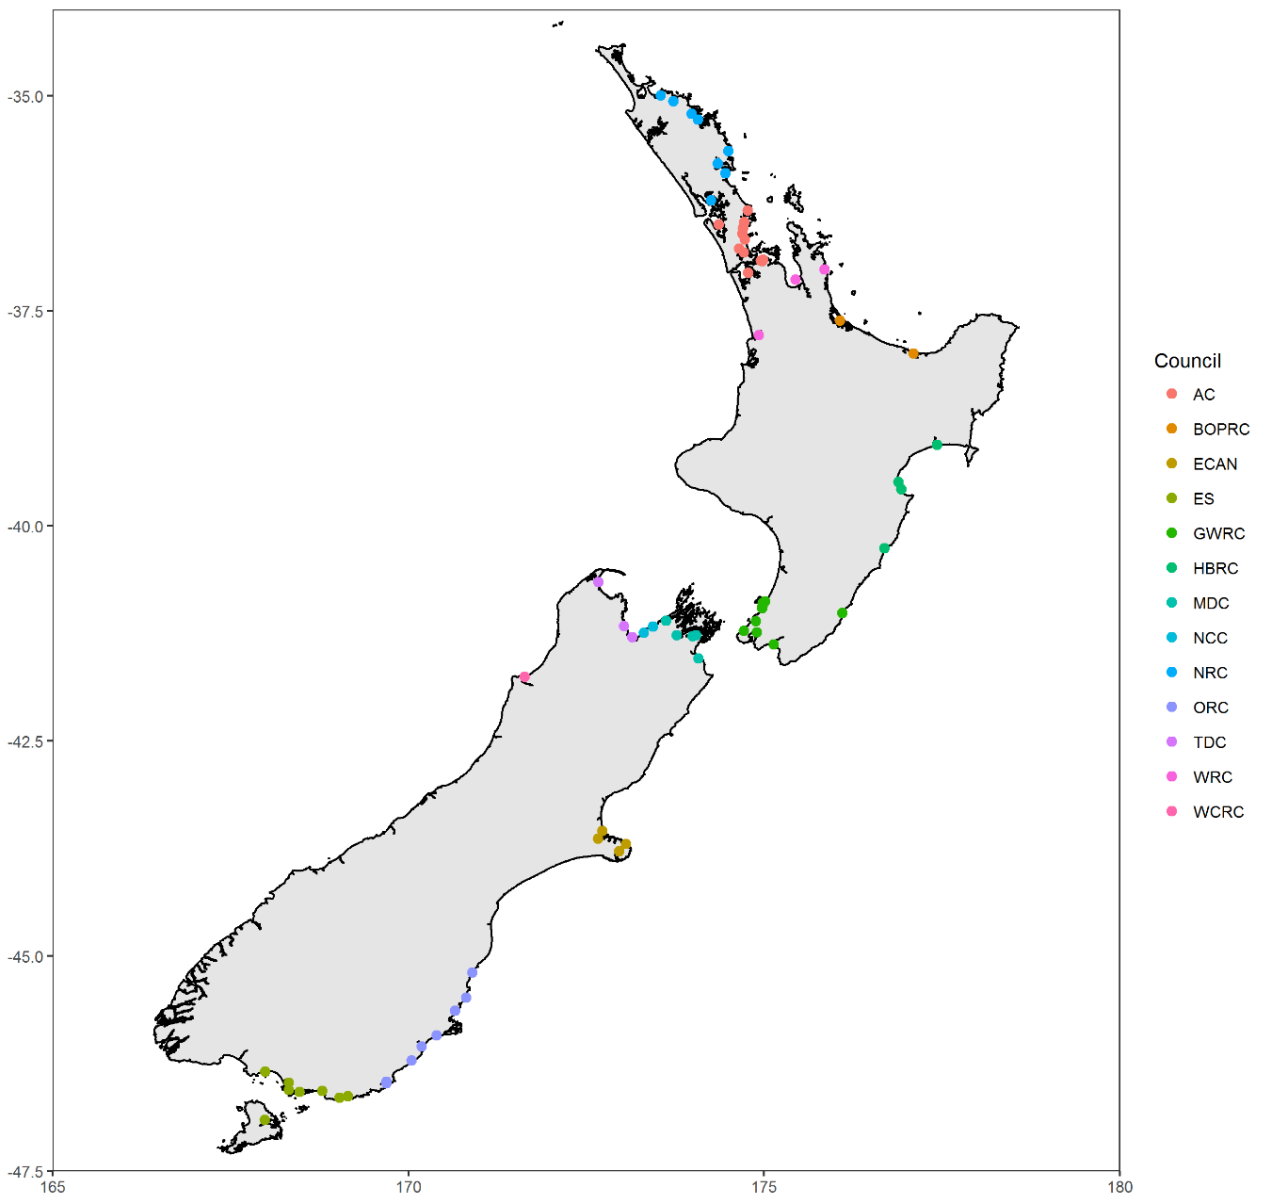 -35.0
-37.5
-40.0
-42.5
-45.0
-47.5
165
170
175
180
Council
AC
BOPRC
ECAN
ES
GWRC
HBRC
MDC
NCC
NRC
ORC
TDC
WRC
WCRC